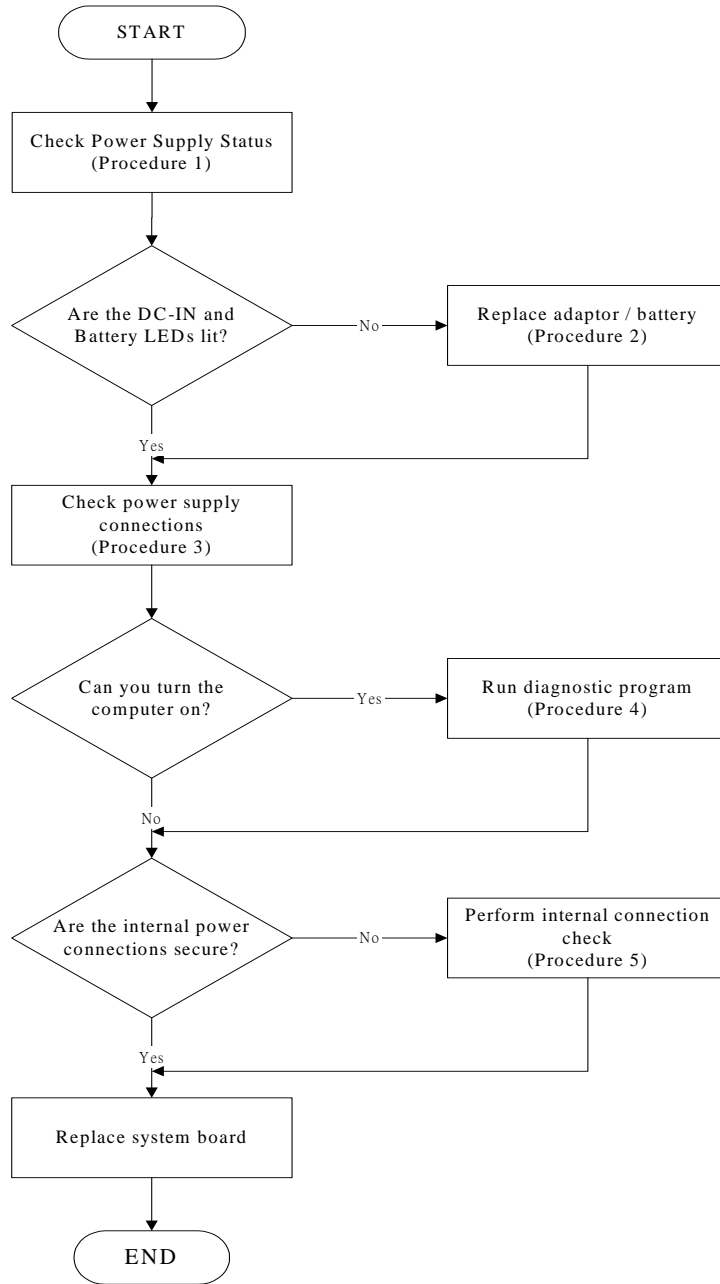 START
Check Power Supply Status
(Procedure 1)
Are the DC-IN and
Battery LEDs lit?
No
Replace adaptor / battery
(Procedure 2)
Yes
Check power supply
connections
(Procedure 3)
Can you turn the
computer on?
Yes
Run diagnostic program
(Procedure 4)
No
Are the internal power
connections secure?
No
Perform internal connection
check
(Procedure 5)
Yes
Replace system board
END